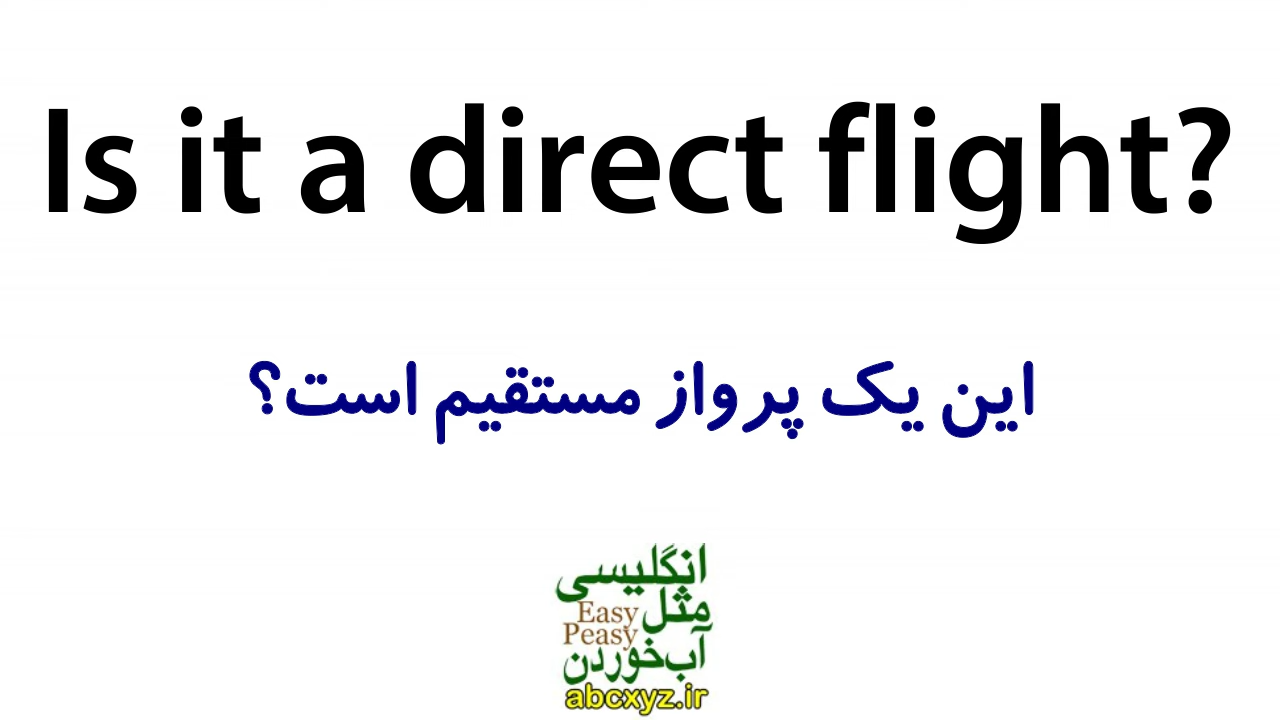 Is it a direct flight?
این یک پرواز مستقیم است؟
انگلیسی
مثل
Easy
Peasy
آب‌خوردن
abcxyz.ir